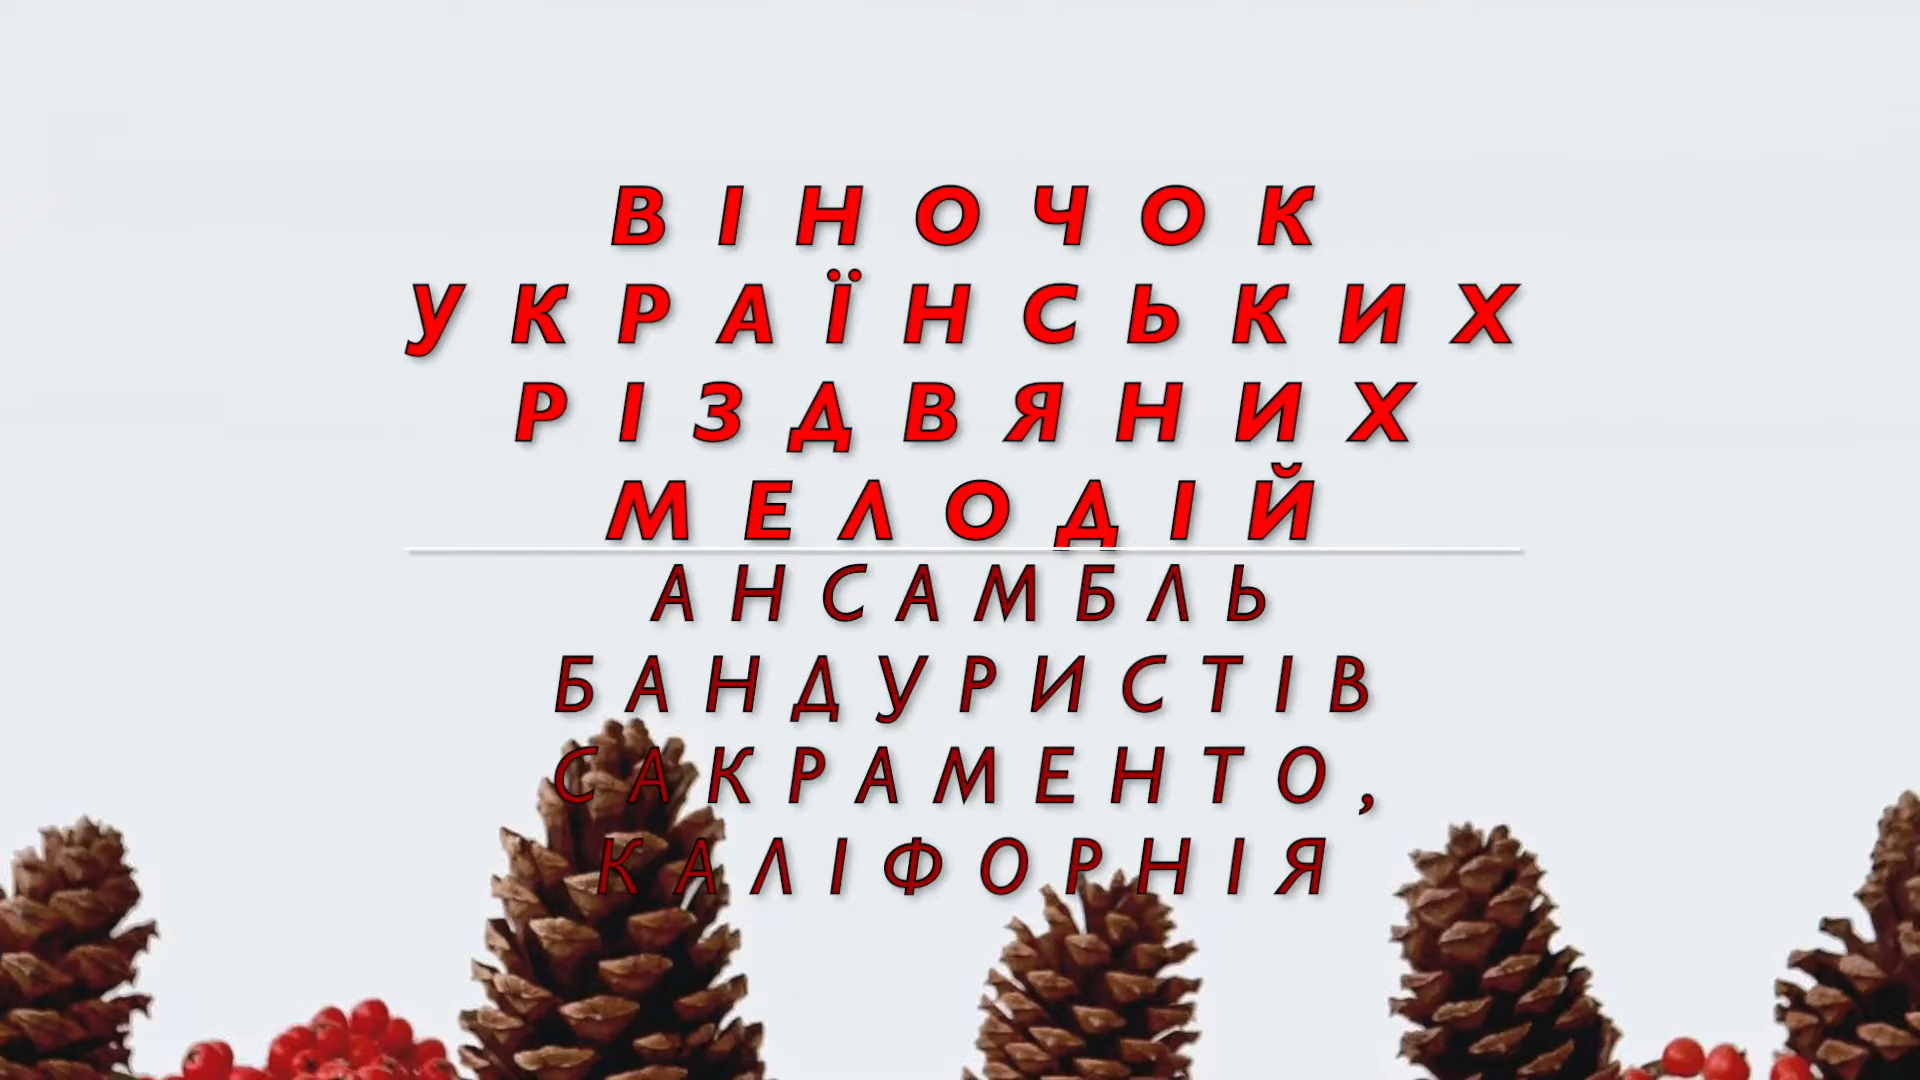 ВІНОЧОК
УКРАЇНСЬКИХ
РІЗДВЯНИХ
МЕЛОДІЙ
АНСАМБЛЬ
БАНДУРИСТІВ
САКРАМЕНТО,
КАЛІФОРНІЯ